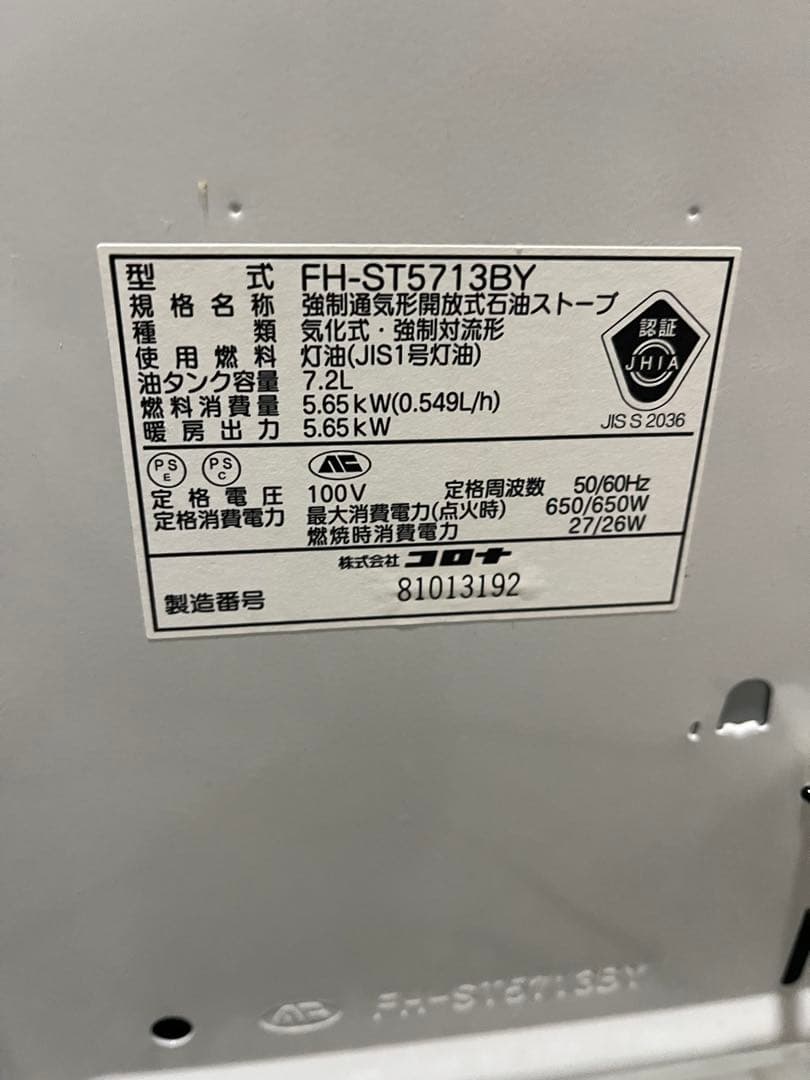 型式 FH-ST5713BY
規格名称 強制通気形開放式石油ストーブ
種類 気化式・強制対流形
使用燃料 灯油(JIS1号灯油)
油タンク容量 7.2L
燃料消費量 5.65kW(0.549L/h)
暖房出力 5.65kW
認証
JHIA
JIS S 2036
PS E PS C
定格電圧 100V 定格周波数 50/60Hz
定格消費電力 最大消費電力(点火時) 650/650W
燃焼時消費電力 27/26W
株式会社 コロナ
製造番号 81013192
FH-ST5713BY